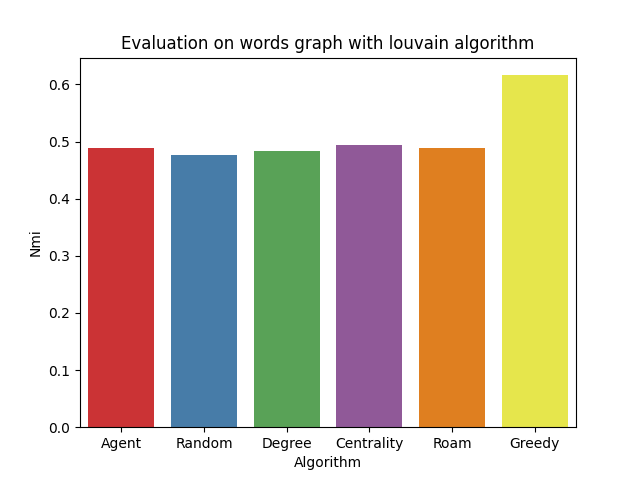 Evaluation on words graph with louvain algorithm
0.6
0.5
0.4
0.3
0.2
0.1
0.0
Nmi
Agent Random Degree Centrality Roam Greedy
Algorithm